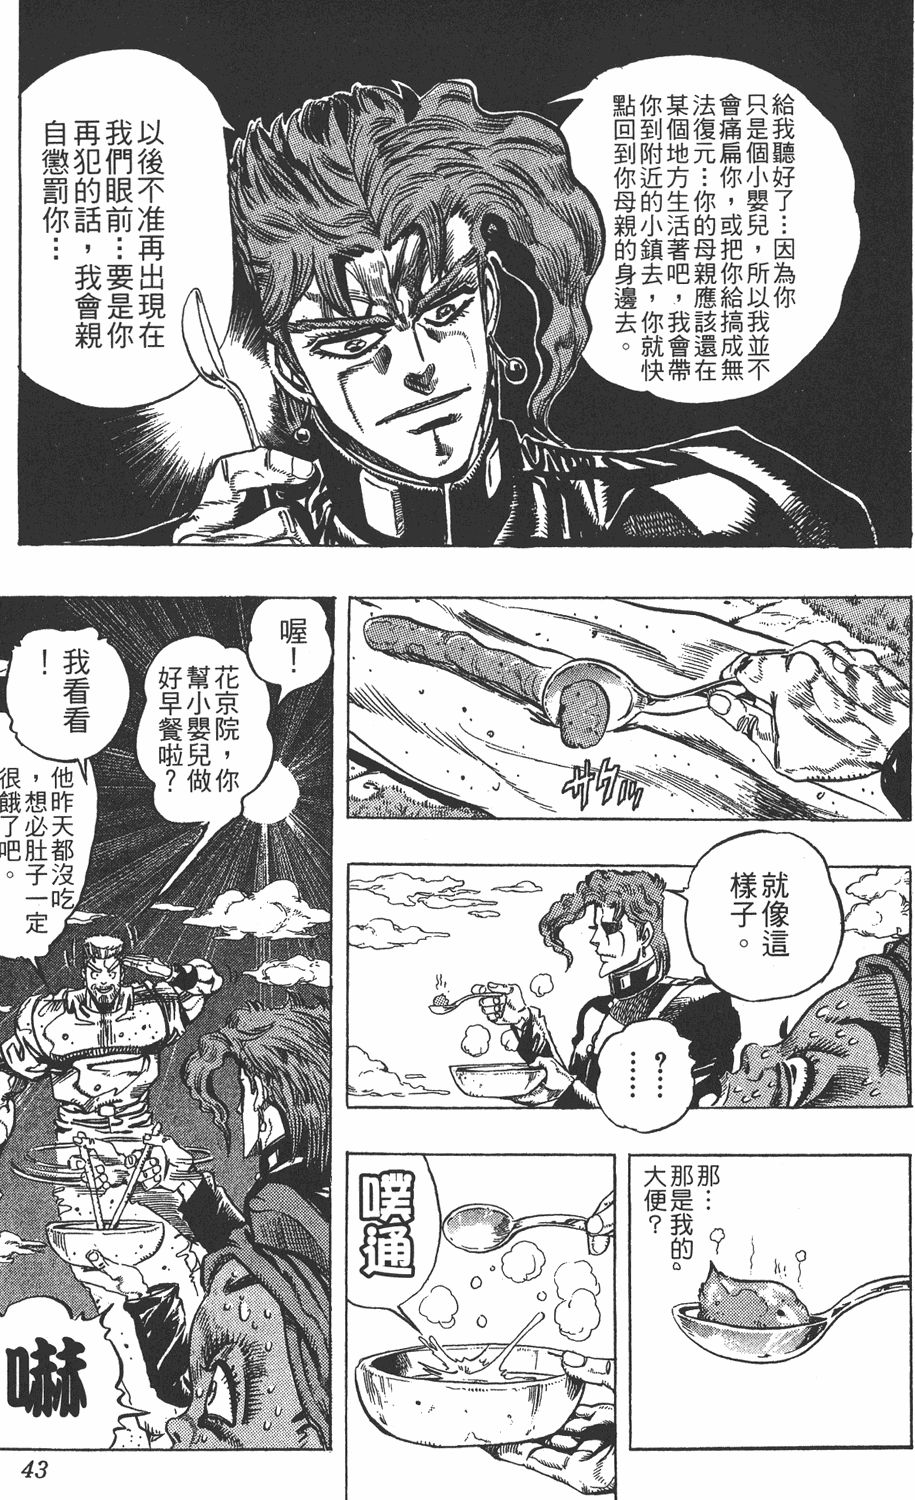 給我聽好了…因為你
只是個小嬰兒，所以我並不
會痛扁你，或把你給搞成無
法復元…你的母親應該還在
某個地方生活著吧，我會帶
你到附近的小鎮去，你就快
點回到你母親的身邊去。
以後不准再出現在
我們眼前…要是你
再犯的話，我會親
自懲罰你…
就像這
樣子。
…?…
那…
那是我的。
大便？
噗通
喔！
花京院，你
幫小嬰兒做
好早餐啦？
我看看
！
他昨天都沒吃
，想必肚子一定
很餓了吧。
嚇
43